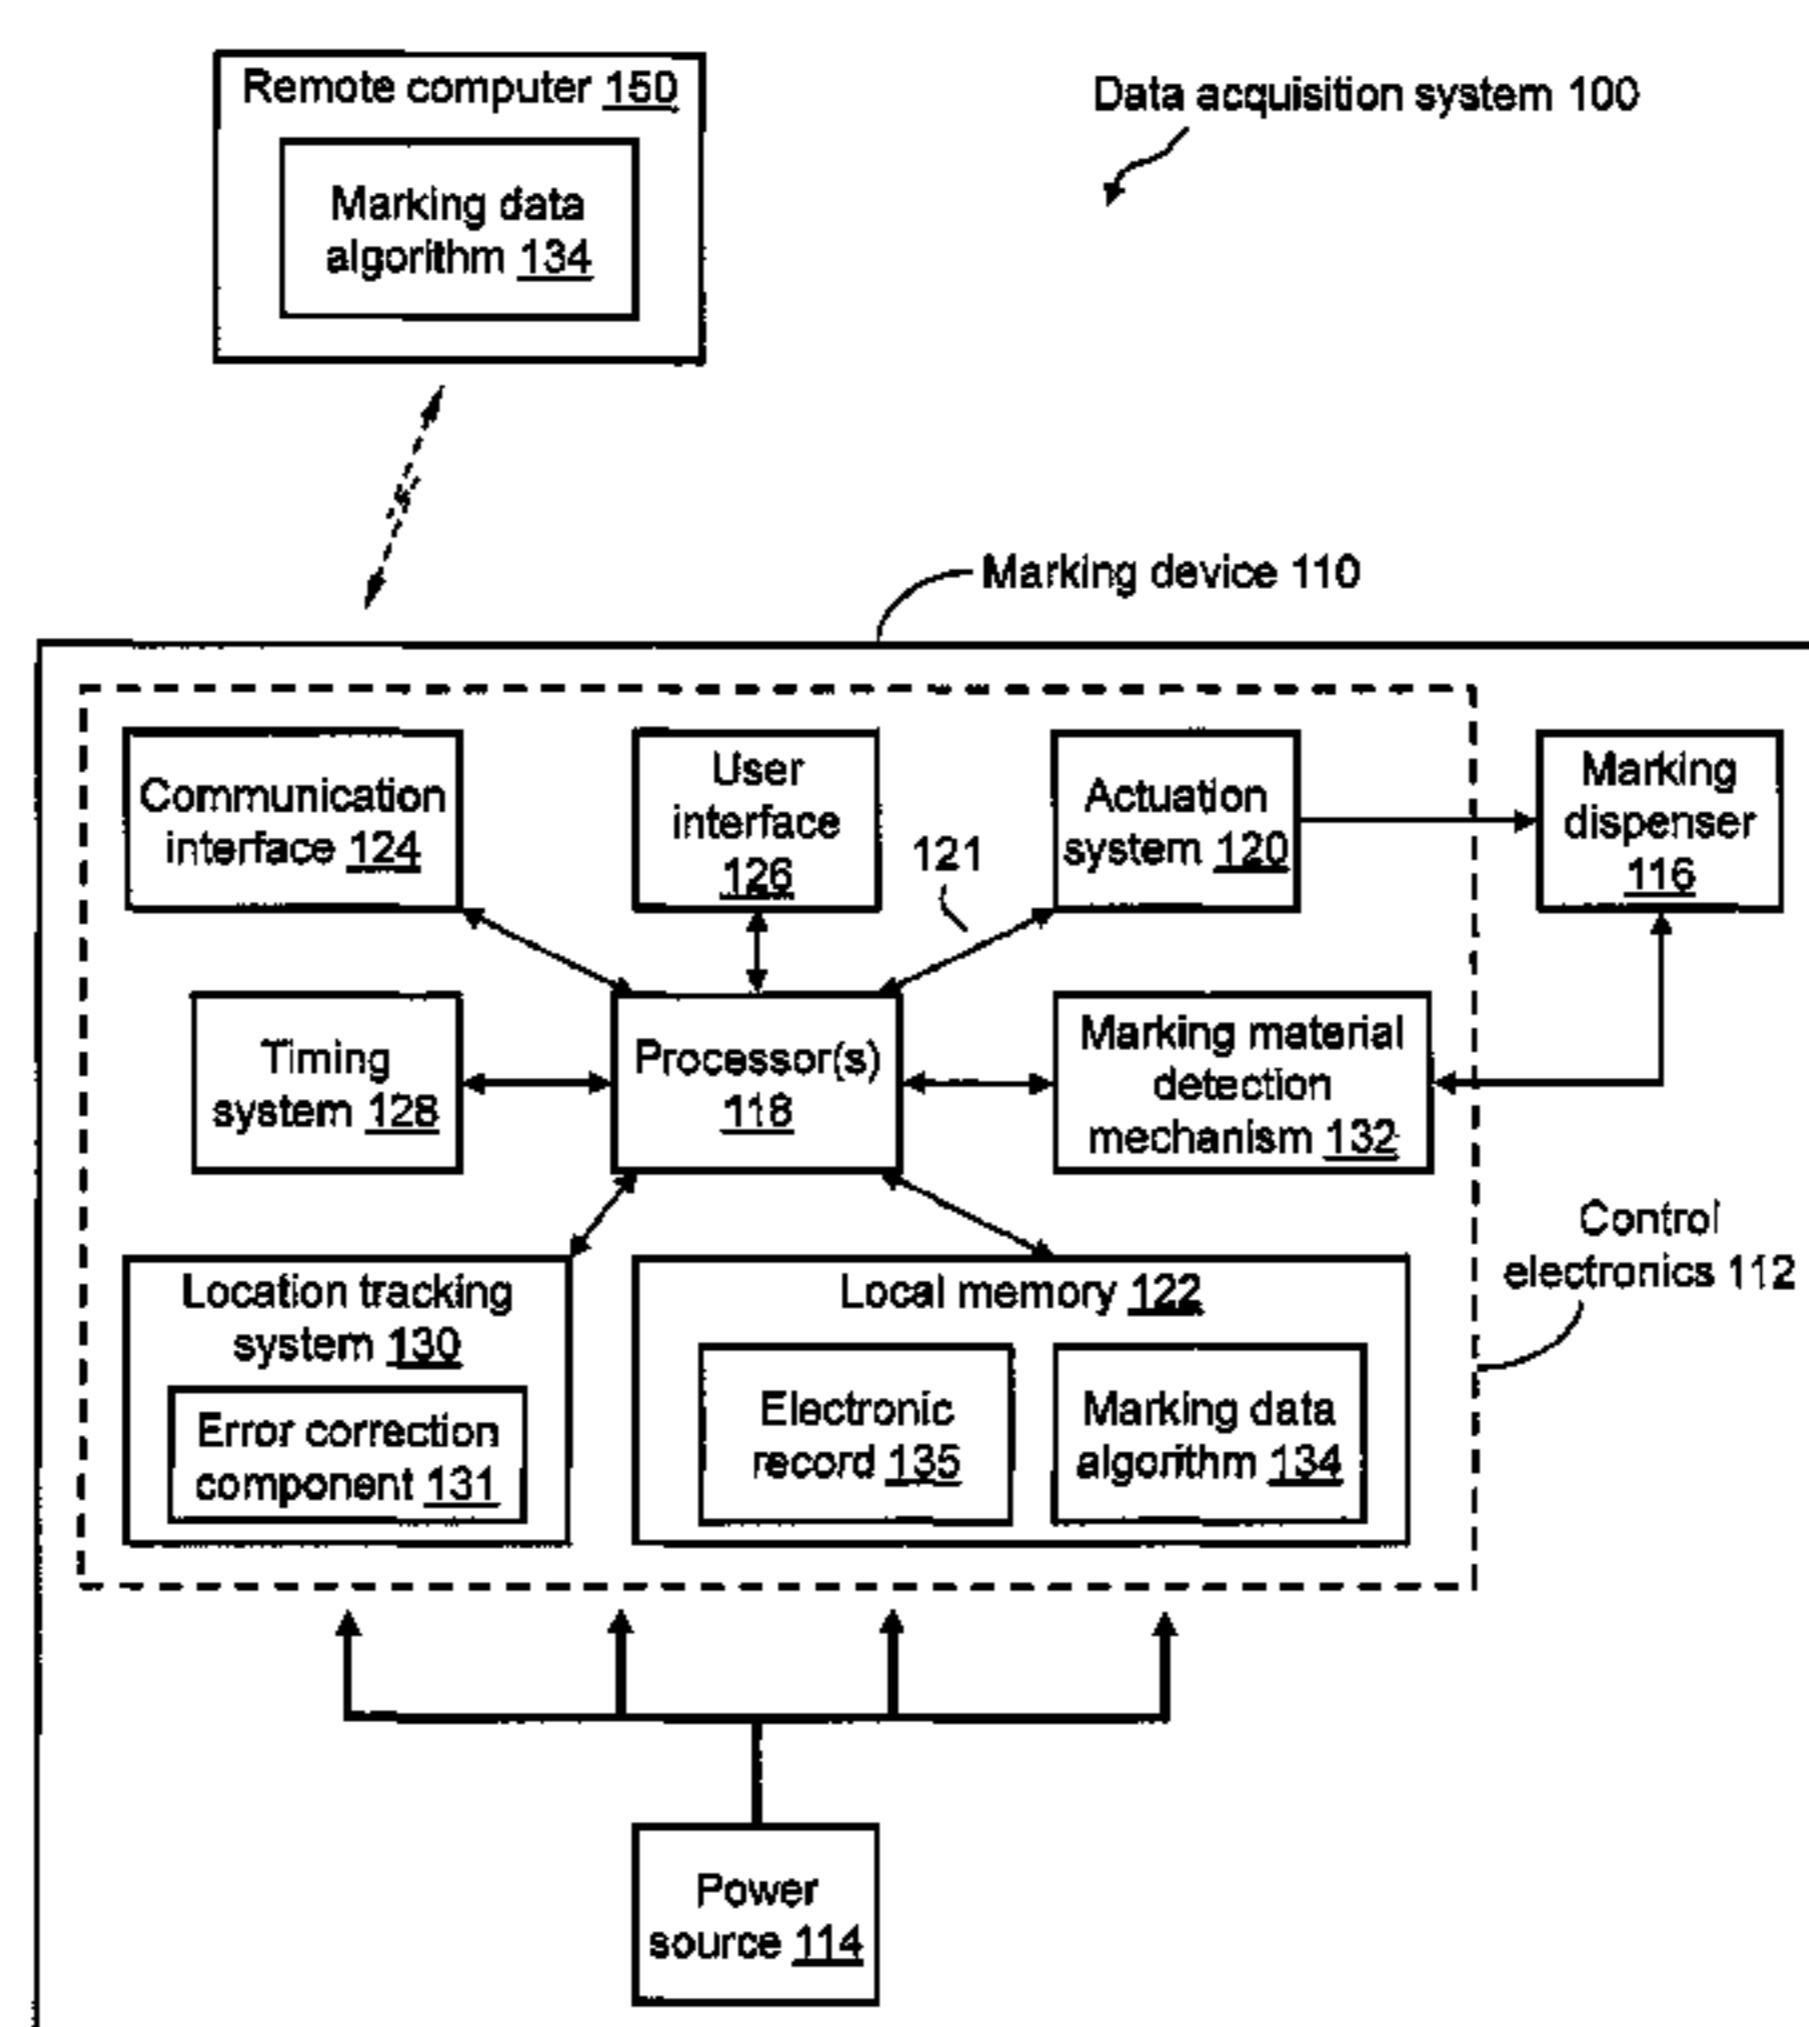 Remote computer 150
Marking data
algorithm 134
Data acquisition system 100
Marking device 110
Communication
interface 124
User
interface
126
121
Actuation
system 120
Marking
dispenser
116
Timing
system 128
Processor(s)
118
Marking material
detection
mechanism 132
Control
electronics 112
Location tracking
system 130
Error correction
component 131
Local memory 122
Electronic
record 135
Marking data
algorithm 134
Power
source 114